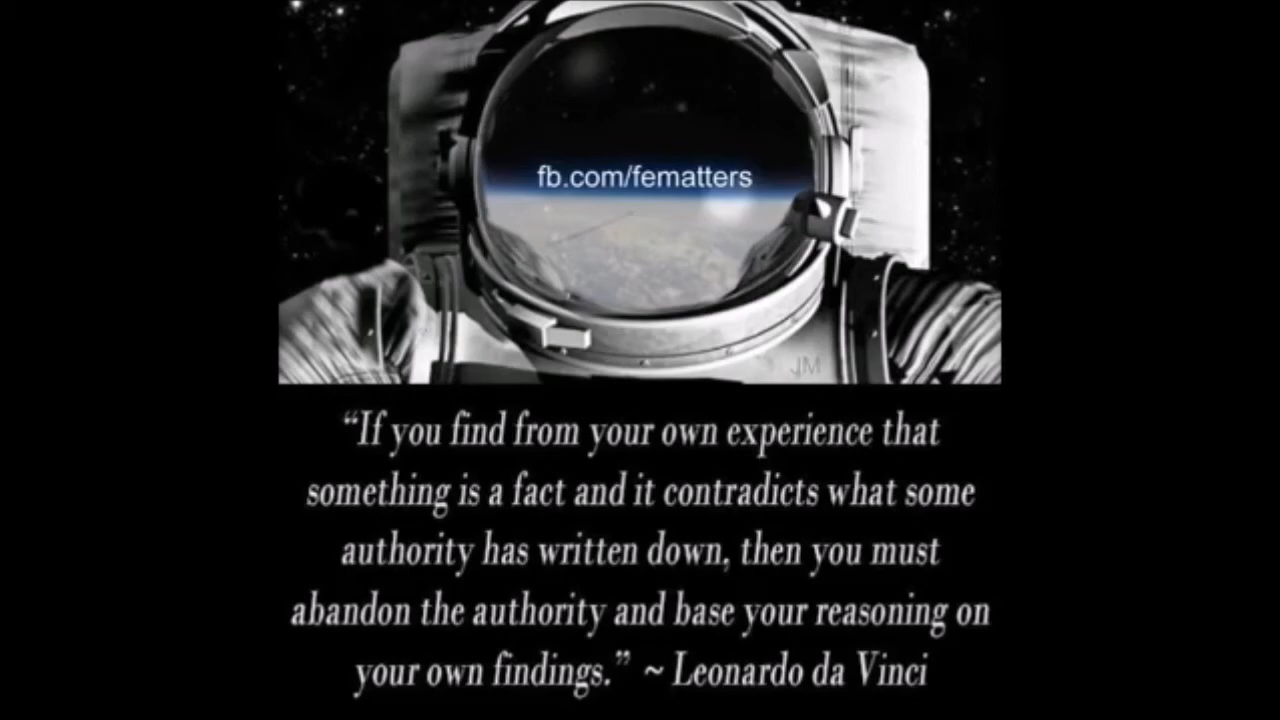 fb.com/fematters
JM
“If you find from your own experience that
something is a fact and it contradicts what some
authority has written down, then you must
abandon the authority and base your reasoning on
your own findings.” ~ Leonardo da Vinci